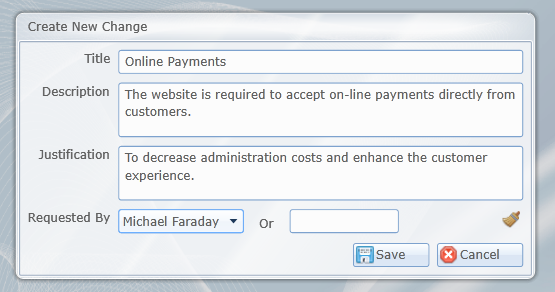 Create New Change
Title
Online Payments
Description
The website is required to accept on-line payments directly from
customers.
Justification
To decrease administration costs and enhance the customer
experience.
Requested By
Michael Faraday
Or
Save
Cancel